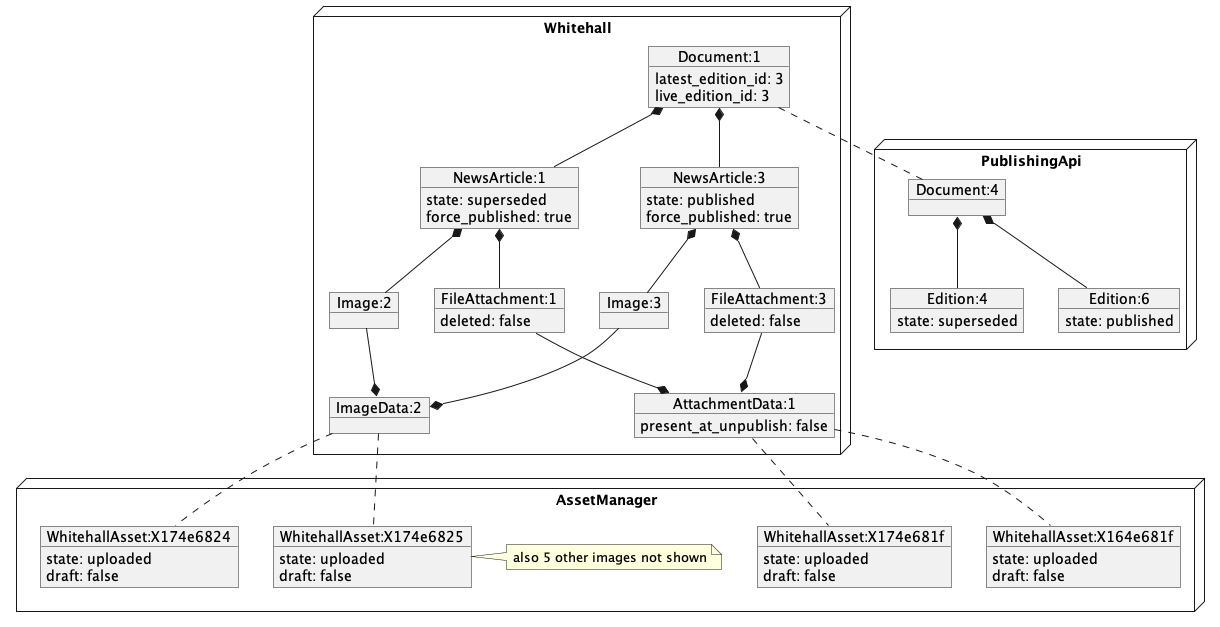 Whitehall
Document:1
latest_edition_id: 3
live_edition_id: 3
PublishingApi
Document:4
NewsArticle:1
state: superseded
force_published: true
NewsArticle:3
state: published
force_published: true
Image:2
FileAttachment:1
deleted: false
Image:3
FileAttachment:3
deleted: false
Edition:4
state: superseded
Edition:6
state: published
ImageData:2
AttachmentData:1
present_at_unpublish: false
AssetManager
WhitehallAsset:X174e6824
state: uploaded
draft: false
WhitehallAsset:X174e6825
state: uploaded
draft: false
also 5 other images not shown
WhitehallAsset:X174e681f
state: uploaded
draft: false
WhitehallAsset:X164e681f
state: uploaded
draft: false